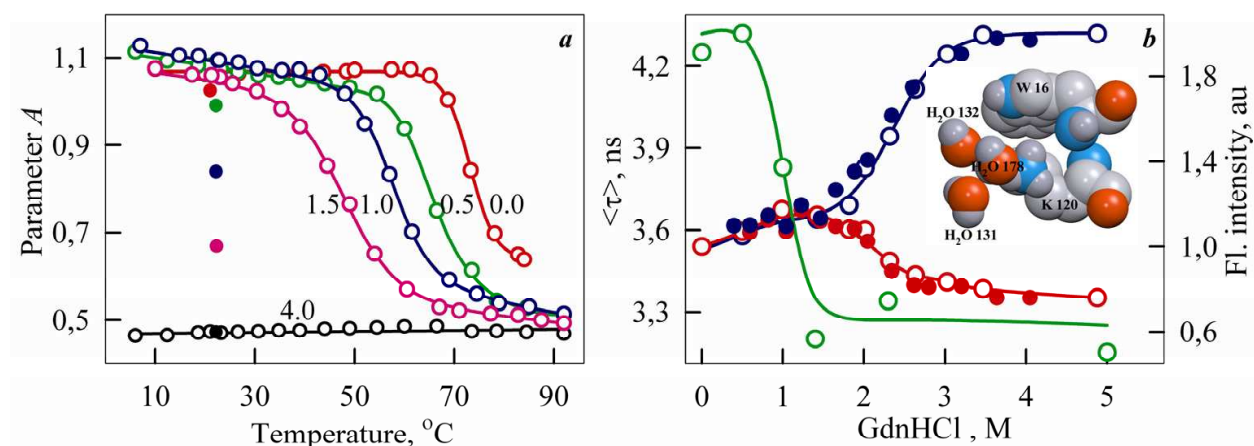 a
Parameter A
1,1
0,9
0,7
0,5
1.5 1.0 0.5 0.0
4.0
10 30 50 70 90
Temperature, °C
b
<τ>, ns
4,2
3,9
3,6
3,3
Fl. intensity, au
1,8
1,4
1,0
0,6
W 16
H₂O 132
H₂O 178
K 120
H₂O 131
0 1 2 3 4 5
GdnHCl , M